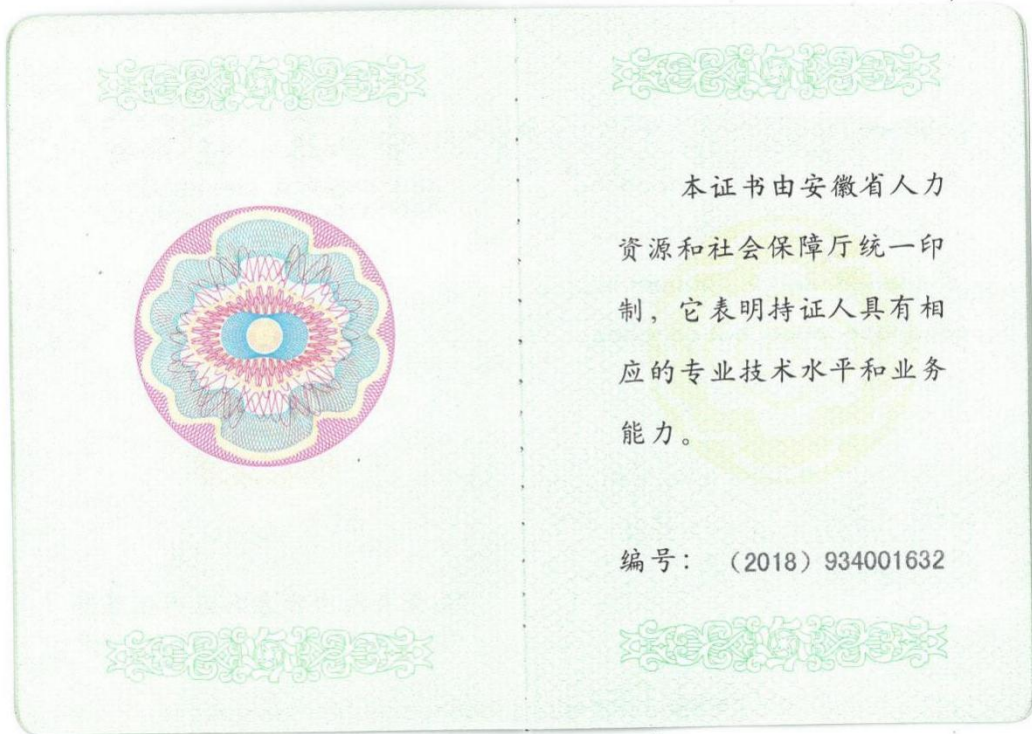 本证书由安徽省人力
资源和社会保障厅统一印
制，它表明持证人具有相
应的专业技术水平和业务
能力。
编号： （2018）934001632